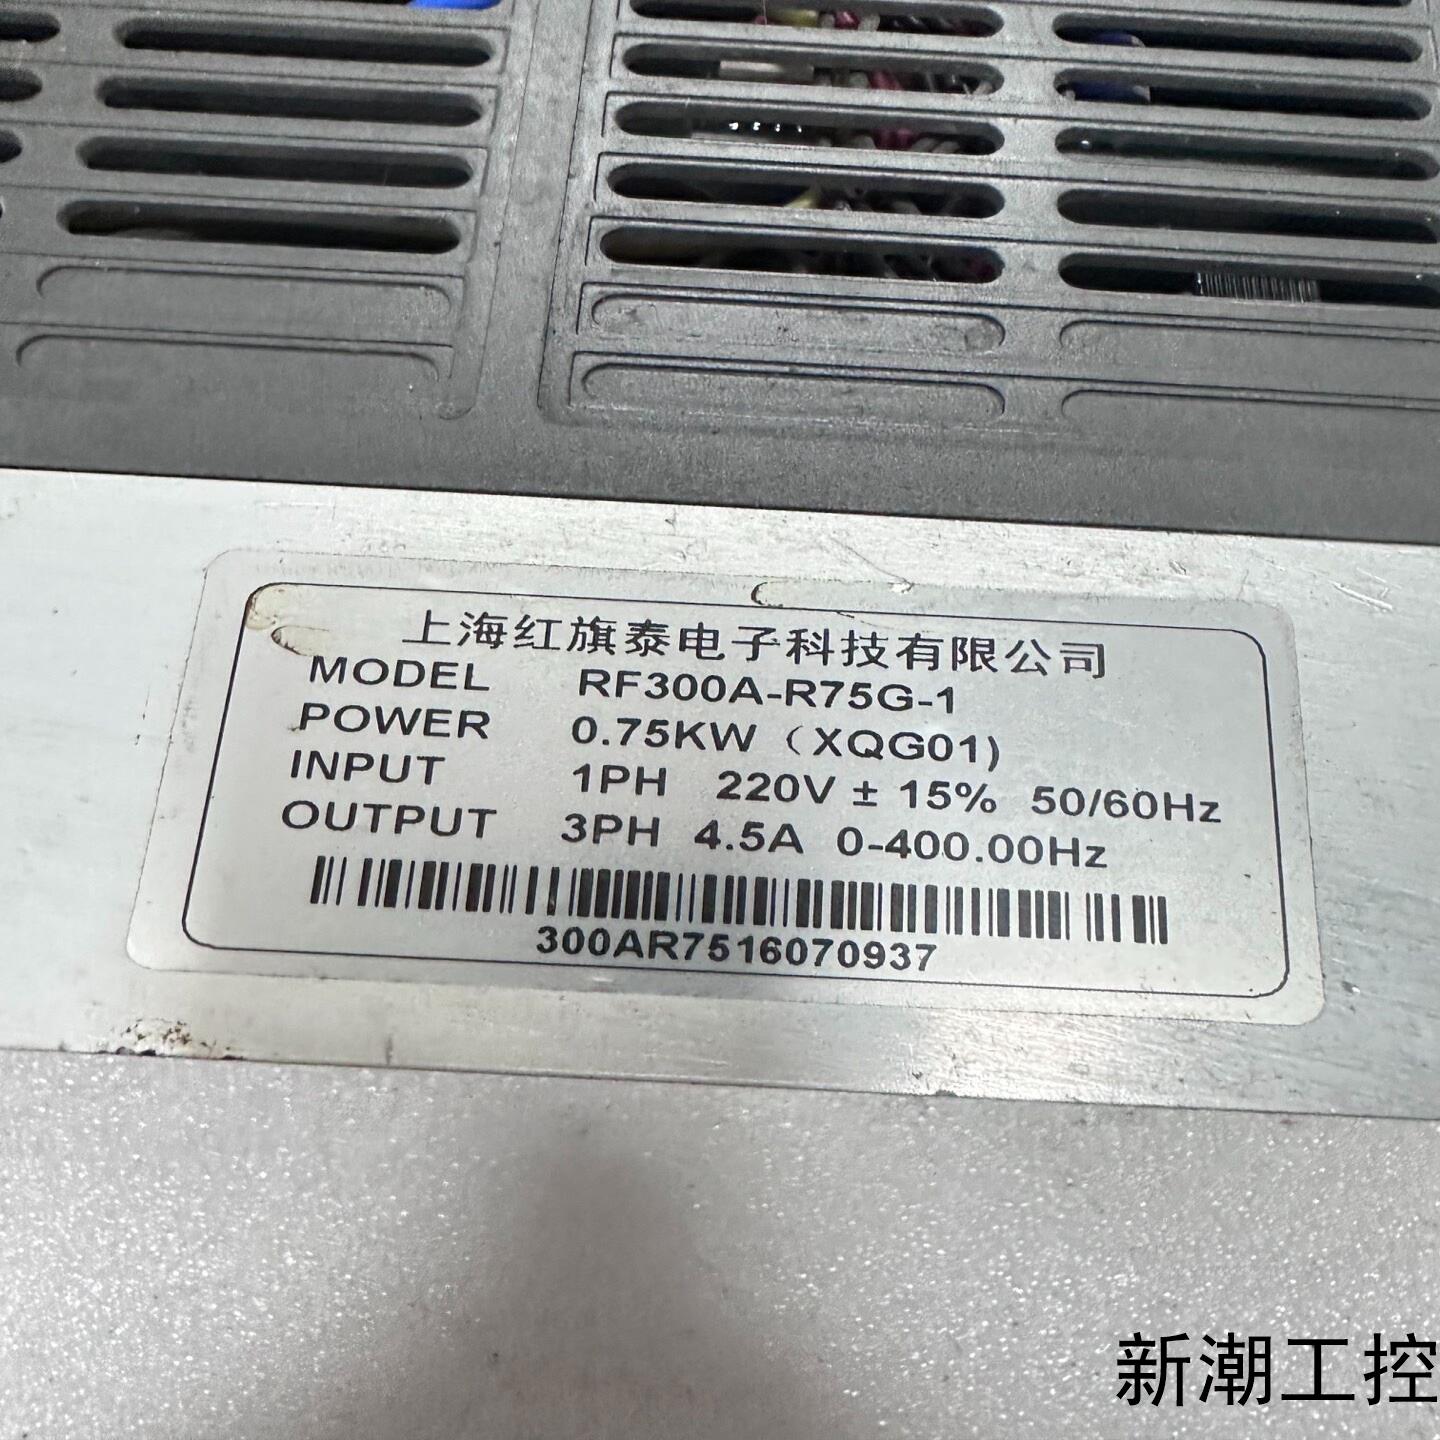 上海红旗泰电子科技有限公司
MODEL RF300A-R75G-1
POWER 0.75KW（XQG01)
INPUT 1PH 220V ± 15% 50/60Hz
OUTPUT 3PH 4.5A 0-400.00Hz
300AR7516070937
新潮工控